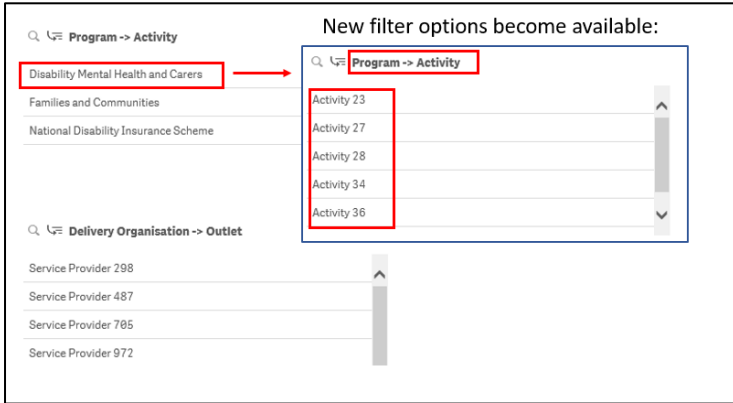 New filter options become available:
Program -> Activity
Disability Mental Health and Carers
Families and Communities
National Disability Insurance Scheme
Program -> Activity
Activity 23
Activity 27
Activity 28
Activity 34
Activity 36
Delivery Organisation -> Outlet
Service Provider 298
Service Provider 487
Service Provider 705
Service Provider 972